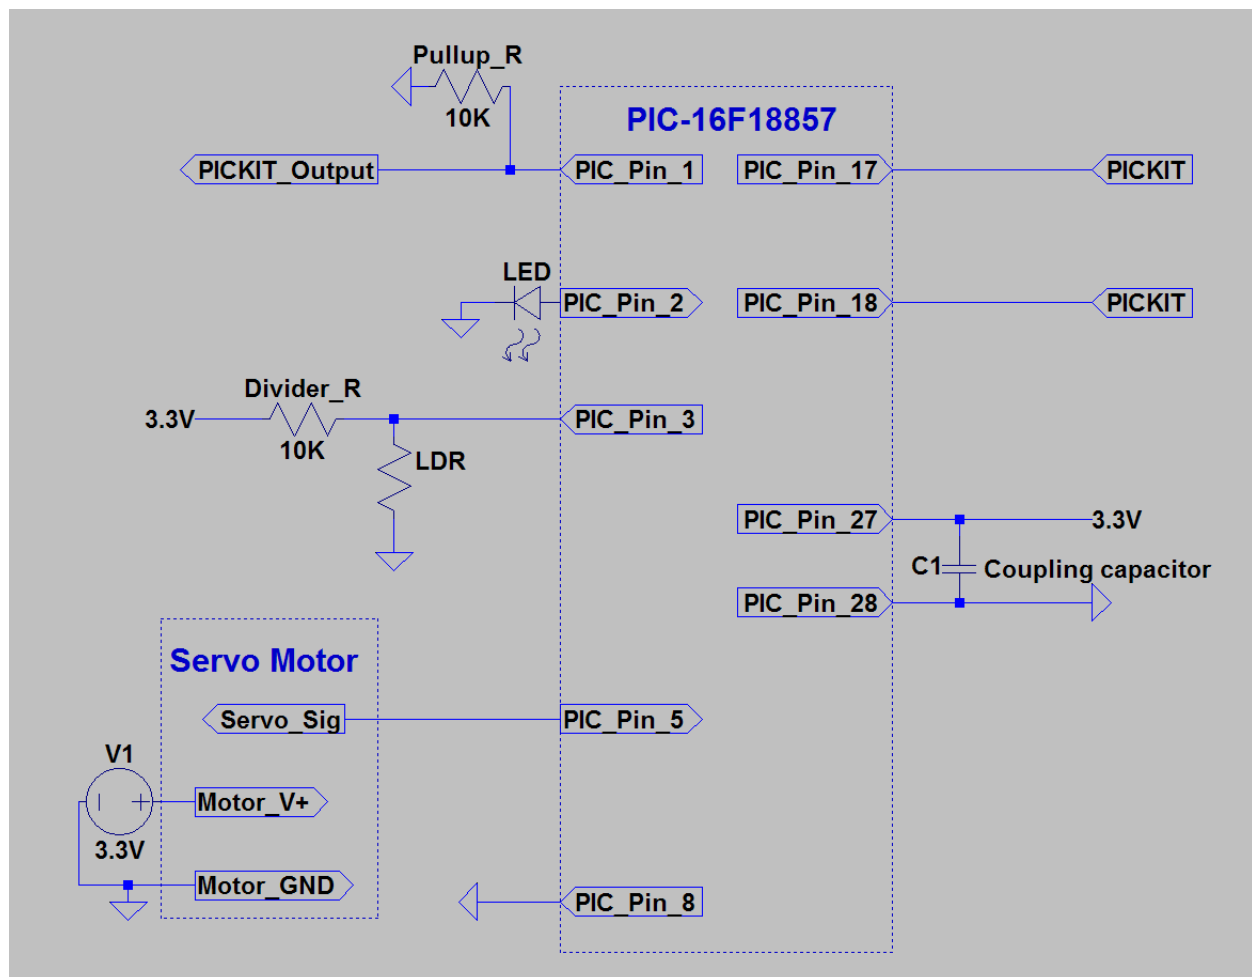 Pullup_R
10K
PIC-16F18857
PICKIT_Output
PIC_Pin_1
PIC_Pin_17
PICKIT
LED
PIC_Pin_2
PIC_Pin_18
PICKIT
Divider_R
3.3V
10K
PIC_Pin_3
LDR
PIC_Pin_27
3.3V
C1
Coupling capacitor
PIC_Pin_28
Servo Motor
Servo_Sig
PIC_Pin_5
V1
Motor_V+
3.3V
Motor_GND
PIC_Pin_8